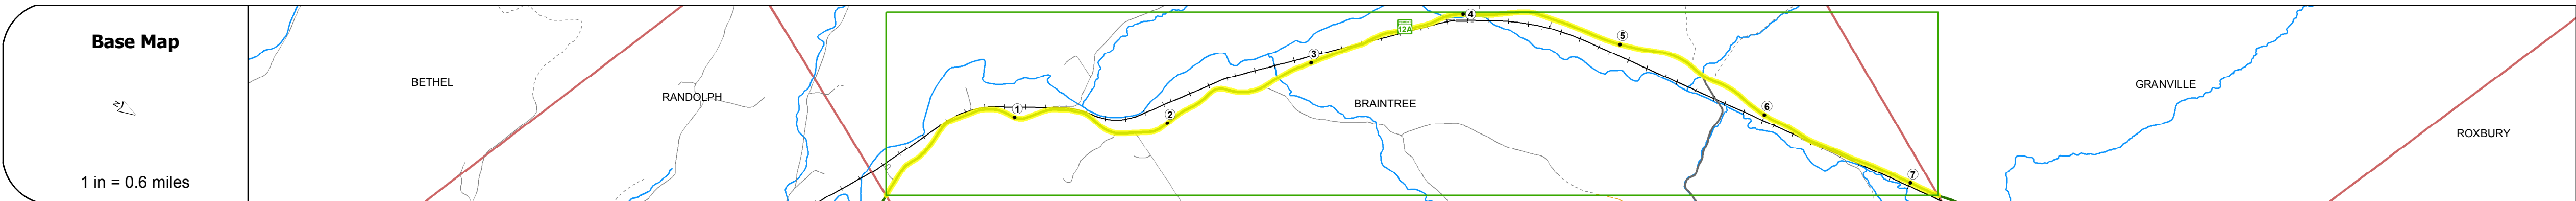 Base Map
N
1 in = 0.6 miles
BETHEL
RANDOLPH
1
2
3
12A
4
BRAINTREE
5
6
7
GRANVILLE
ROXBURY